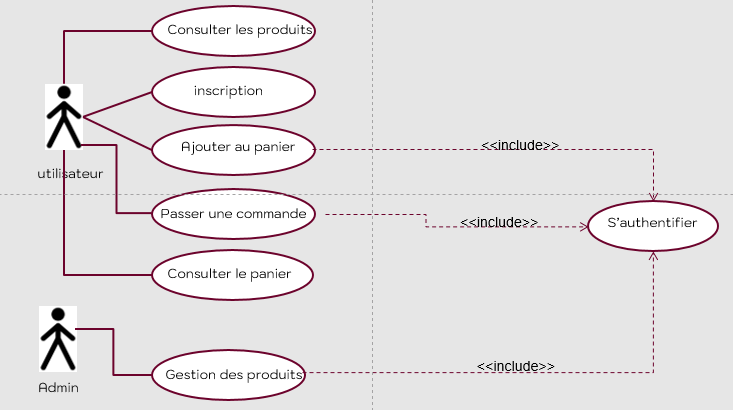 Consulter les produits
inscription
Ajouter au panier
<<include>>
utilisateur
Passer une commande
<<include>>
S'authentifier
Consulter le panier
<<include>>
Gestion des produits
Admin